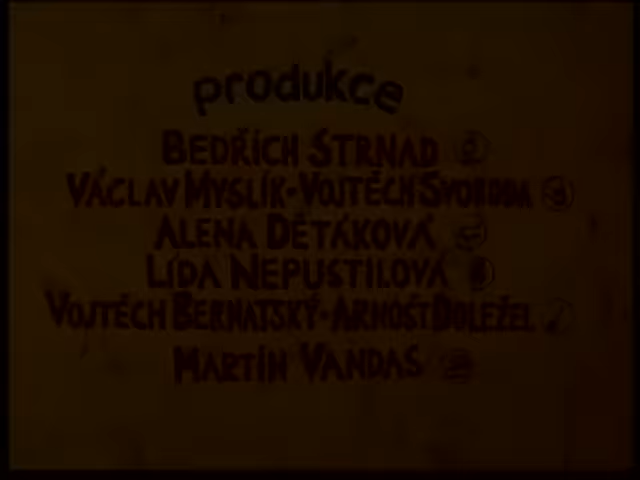 produkce
BEDŘICH STRNAD
VÁCLAV MYSLÍK-VOJTĚCH SVOBODA
ALENA DĚTÁKOVÁ
LÍDA NEPUSTILOVÁ
VOJTĚCH BERNATSKÝ-ARNOŠT DOLEŽEL
MARTIN VANDAS